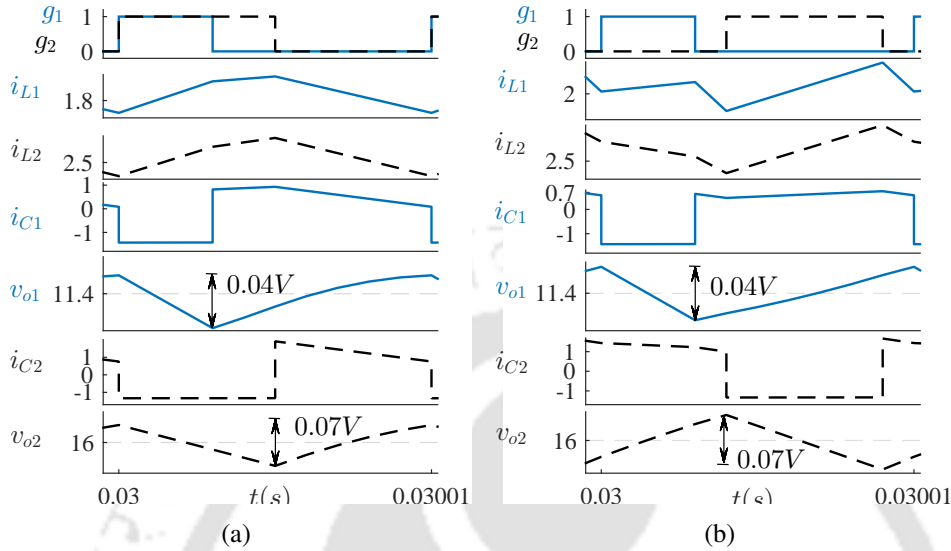 g1 1 g1 1
g2 0 g2 0
iL1 1.8 iL1 2
iL2 2.5 iL2 2.5
iC1 1 0 -1 iC1 0.7 0 -1
vo1 11.4 0.04V vo1 11.4 0.04V
iC2 1 0 -1 iC2 1 0 -1
vo2 16 0.07V vo2 16 0.07V
0.03 t(s) 0.03001 0.03 t(s) 0.03001
(a) (b)